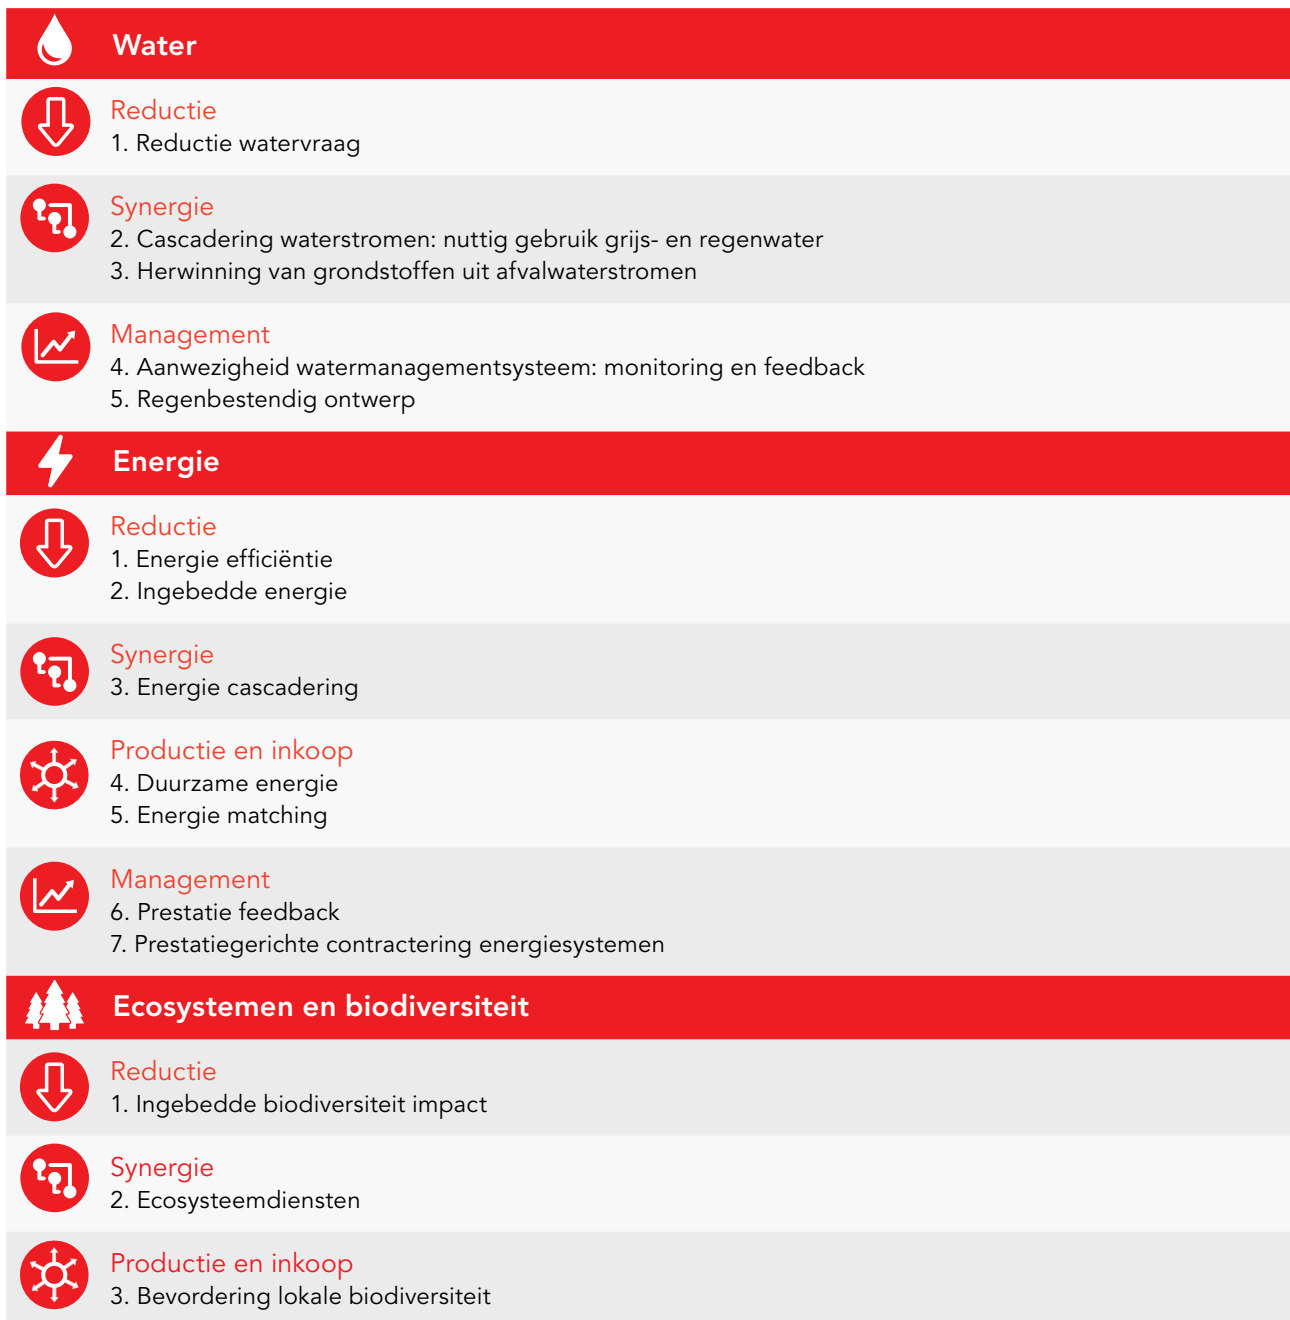 Water
Reductie
1. Reductie watervraag
Synergie
2. Cascadering waterstromen: nuttig gebruik grijs- en regenwater
3. Herwinning van grondstoffen uit afvalwaterstromen
Management
4. Aanwezigheid watermanagementsysteem: monitoring en feedback
5. Regenbestendig ontwerp
Energie
Reductie
1. Energie efficiëntie
2. Ingebedde energie
Synergie
3. Energie cascadering
Productie en inkoop
4. Duurzame energie
5. Energie matching
Management
6. Prestatie feedback
7. Prestatiegerichte contractering energiesystemen
Ecosystemen en biodiversiteit
Reductie
1. Ingebedde biodiversiteit impact
Synergie
2. Ecosysteemdiensten
Productie en inkoop
3. Bevordering lokale biodiversiteit